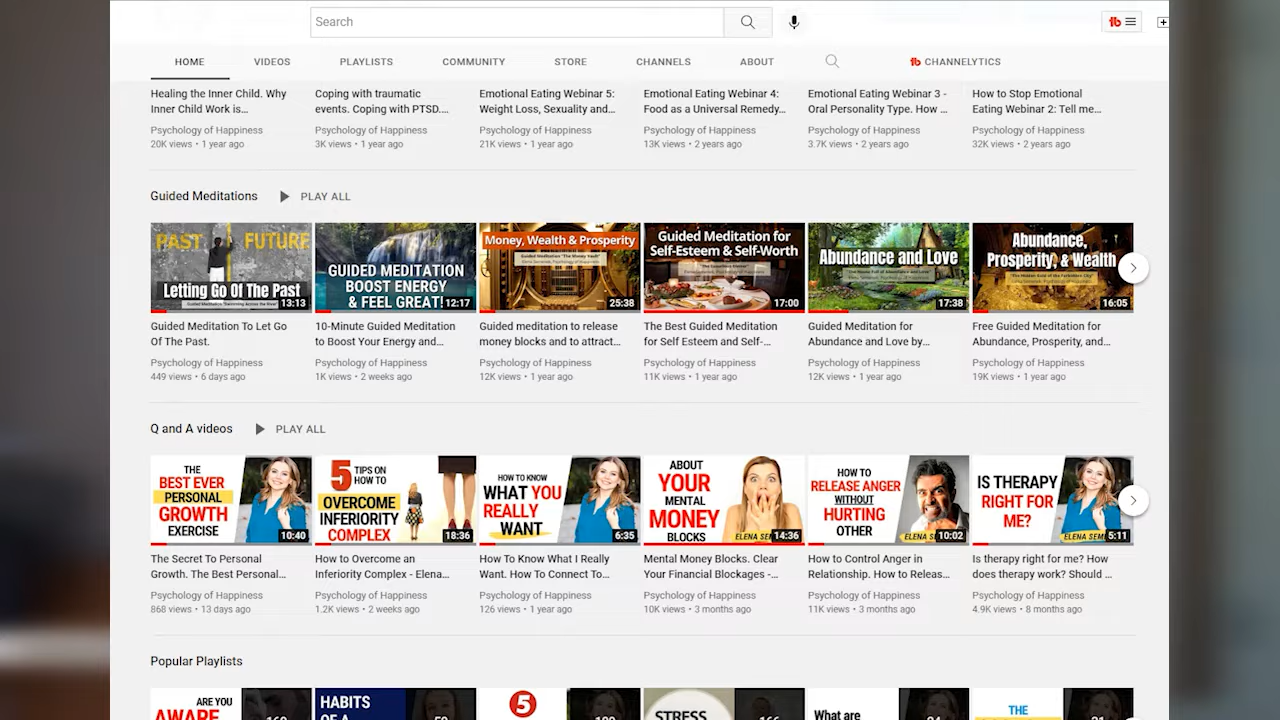 Search
HOME
VIDEOS
PLAYLISTS
COMMUNITY
STORE
CHANNELS
ABOUT
CHANNELYTICS
Healing the Inner Child. Why
Inner Child Work is…
Psychology of Happiness
20K views • 1 year ago
Coping with traumatic
events. Coping with PTSD.…
Psychology of Happiness
3K views • 1 year ago
Emotional Eating Webinar 5:
Weight Loss, Sexuality and…
Psychology of Happiness
21K views • 1 year ago
Emotional Eating Webinar 4:
Food as a Universal Remedy…
Psychology of Happiness
13K views • 2 years ago
Emotional Eating Webinar 3 -
Oral Personality Type. How …
Psychology of Happiness
3.7K views • 2 years ago
How to Stop Emotional
Eating Webinar 2: Tell me…
Psychology of Happiness
32K views • 2 years ago
Guided Meditations
PLAY ALL
PAST FUTURE
Letting Go Of The Past
13:13
Guided Meditation To Let Go
Of The Past.
Psychology of Happiness
449 views • 6 days ago
GUIDED MEDITATION
BOOST ENERGY
& FEEL GREAT!
12:17
10-Minute Guided Meditation
to Boost Your Energy and…
Psychology of Happiness
1K views • 2 weeks ago
Money, Wealth & Prosperity
Guided Meditation "The Money Vault"
25:38
Guided meditation to release
money blocks and to attract…
Psychology of Happiness
12K views • 1 year ago
Guided Meditation for
Self-Esteem & Self-Worth
17:00
The Best Guided Meditation
for Self Esteem and Self-…
Psychology of Happiness
11K views • 1 year ago
Abundance and Love
17:38
Guided Meditation for
Abundance and Love by…
Psychology of Happiness
12K views • 1 year ago
Abundance,
Prosperity, & Wealth
16:05
Free Guided Meditation for
Abundance, Prosperity, and…
Psychology of Happiness
19K views • 1 year ago
Q and A videos
PLAY ALL
THE
BEST EVER
PERSONAL
GROWTH
EXERCISE
10:40
The Secret To Personal
Growth. The Best Personal…
Psychology of Happiness
868 views • 13 days ago
5 TIPS ON
HOW TO
OVERCOME
INFERIORITY
COMPLEX
18:36
How to Overcome an
Inferiority Complex - Elena…
Psychology of Happiness
1.2K views • 2 weeks ago
HOW TO KNOW
WHAT YOU
REALLY
WANT
6:35
How To Know What I Really
Want. How To Connect To…
Psychology of Happiness
126 views • 1 year ago
ABOUT
YOUR
MENTAL
MONEY
BLOCKS
ELENA SE
14:36
Mental Money Blocks. Clear
Your Financial Blockages -…
Psychology of Happiness
10K views • 3 months ago
HOW TO
RELEASE ANGER
WITHOUT
HURTING
OTHER
ELENA SE
10:02
How to Control Anger in
Relationship. How to Releas…
Psychology of Happiness
11K views • 3 months ago
IS THERAPY
RIGHT FOR
ME?
ELENA SEM
5:11
Is therapy right for me? How
does therapy work? Should …
Psychology of Happiness
4.9K views • 8 months ago
Popular Playlists
ARE YOU
AWARE
HABITS
OF A
5
STRESS
What are
THE